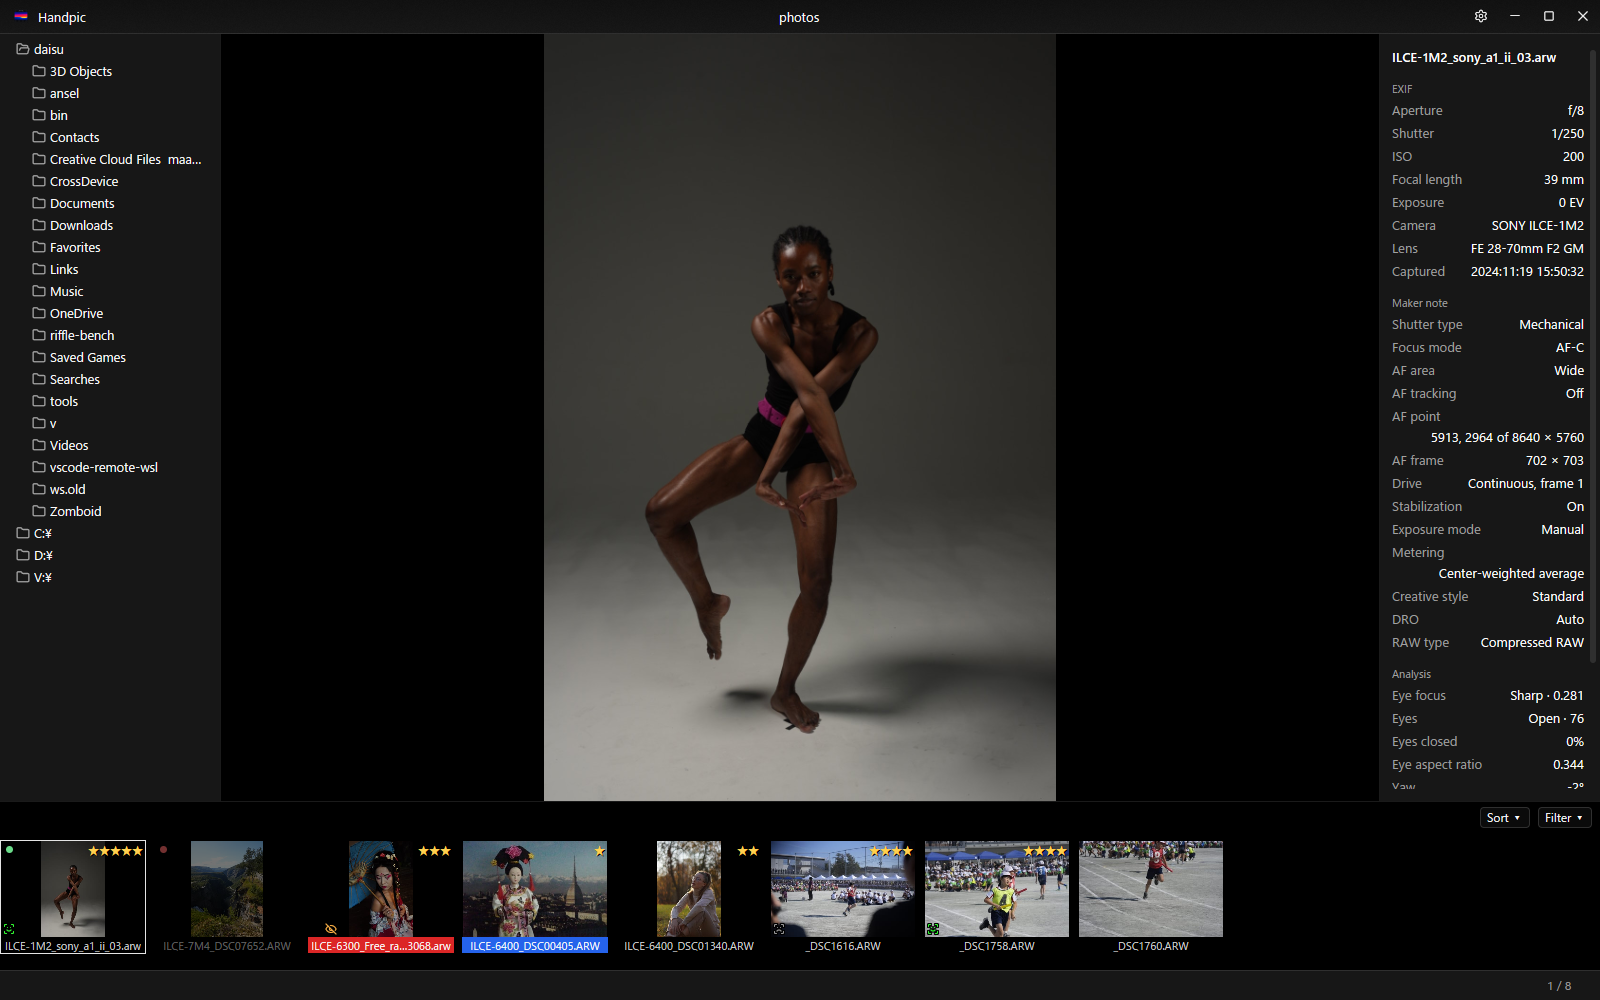 Handpic
photos
daisu
3D Objects
ansel
bin
Contacts
Creative Cloud Files  maa...
CrossDevice
Documents
Downloads
Favorites
Links
Music
OneDrive
riffle-bench
Saved Games
Searches
tools
v
Videos
vscode-remote-wsl
ws.old
Zomboid
C:¥
D:¥
V:¥
ILCE-1M2_sony_a1_ii_03.arw
EXIF
Aperture f/8
Shutter 1/250
ISO 200
Focal length 39 mm
Exposure 0 EV
Camera SONY ILCE-1M2
Lens FE 28-70mm F2 GM
Captured 2024:11:19 15:50:32
Maker note
Shutter type Mechanical
Focus mode AF-C
AF area Wide
AF tracking Off
AF point
5913, 2964 of 8640 × 5760
AF frame 702 × 703
Drive Continuous, frame 1
Stabilization On
Exposure mode Manual
Metering
Center-weighted average
Creative style Standard
DRO Auto
RAW type Compressed RAW
Analysis
Eye focus Sharp · 0.281
Eyes Open · 76
Eyes closed 0%
Eye aspect ratio 0.344
Yaw -2°
Sort
Filter
ILCE-1M2_sony_a1_ii_03.arw
ILCE-7M4_DSC07652.ARW
ILCE-6300_Free_ra...3068.arw
ILCE-6400_DSC00405.ARW
ILCE-6400_DSC01340.ARW
_DSC1616.ARW
_DSC1758.ARW
_DSC1760.ARW
1 / 8